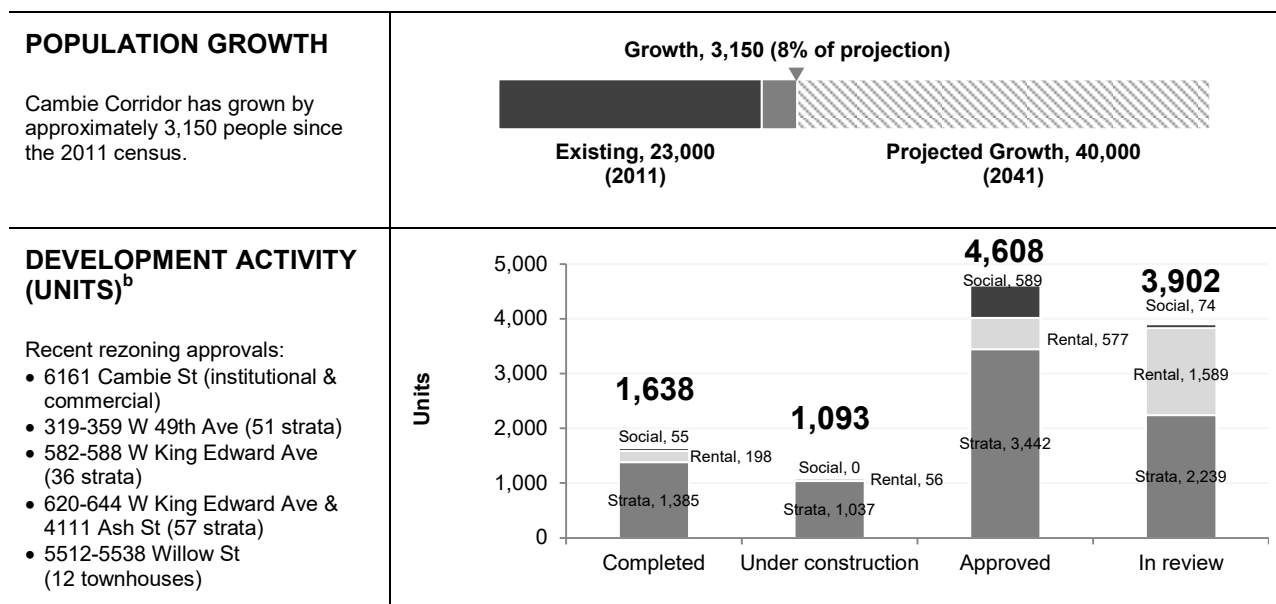 POPULATION GROWTH
Cambie Corridor has grown by
approximately 3,150 people since
the 2011 census.
Growth, 3,150 (8% of projection)
Existing, 23,000
(2011)
Projected Growth, 40,000
(2041)
DEVELOPMENT ACTIVITY
(UNITS)b
Recent rezoning approvals:
• 6161 Cambie St (institutional &
commercial)
• 319-359 W 49th Ave (51 strata)
• 582-588 W King Edward Ave
(36 strata)
• 620-644 W King Edward Ave &
4111 Ash St (57 strata)
• 5512-5538 Willow St
(12 townhouses)
Units
5,000
4,000
3,000
2,000
1,000
0
1,638
Social, 55
Rental, 198
Strata, 1,385
Completed
1,093
Social, 0
Rental, 56
Strata, 1,037
Under construction
4,608
Social, 589
Rental, 577
Strata, 3,442
Approved
3,902
Social, 74
Rental, 1,589
Strata, 2,239
In review